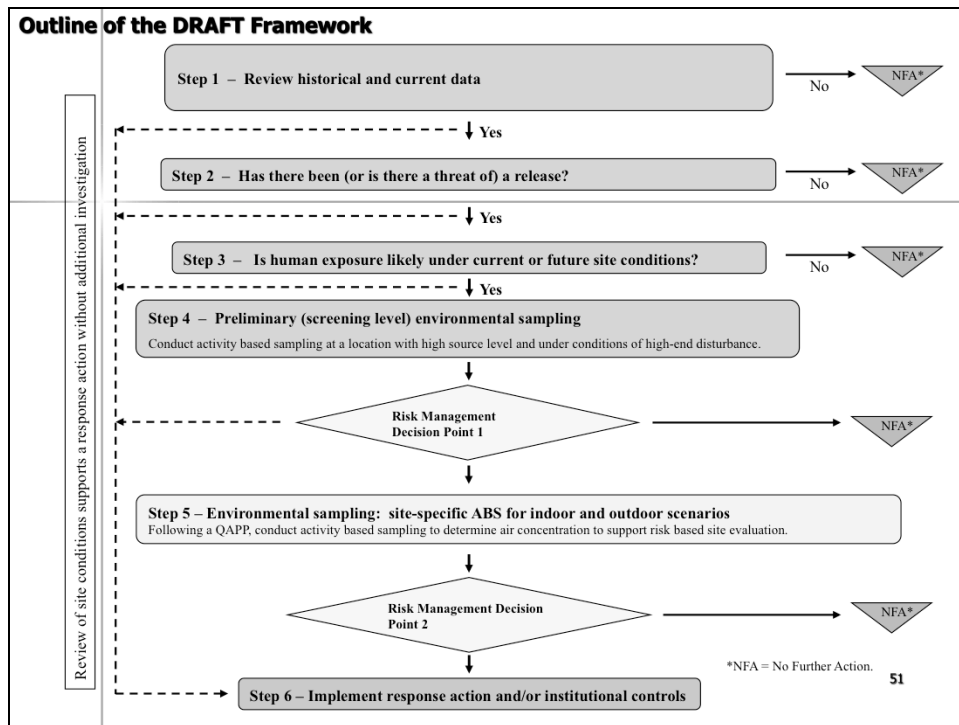 Outline of the DRAFT Framework
Step 1 – Review historical and current data
No
NFA*
Yes
Step 2 – Has there been (or is there a threat of) a release?
No
NFA*
Yes
Step 3 – Is human exposure likely under current or future site conditions?
No
NFA*
Yes
Step 4 – Preliminary (screening level) environmental sampling
Conduct activity based sampling at a location with high source level and under conditions of high-end disturbance.
Risk Management
Decision Point 1
NFA*
Step 5 – Environmental sampling: site-specific ABS for indoor and outdoor scenarios
Following a QAPP, conduct activity based sampling to determine air concentration to support risk based site evaluation.
Risk Management Decision
Point 2
NFA*
Step 6 – Implement response action and/or institutional controls
*NFA = No Further Action.
51
Review of site conditions supports a response action without additional investigation